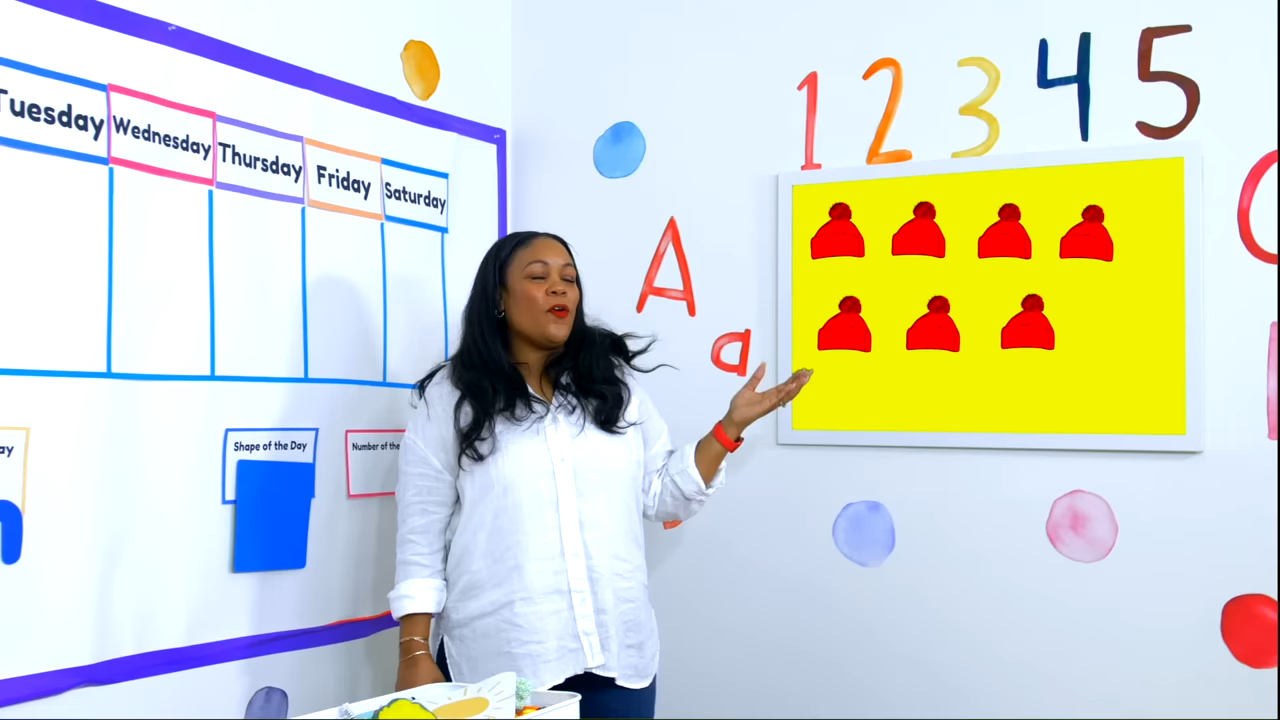 Tuesday
Wednesday
Thursday
Friday
Saturday
1 2 3 4 5
A
a
Shape of the Day
Number of the